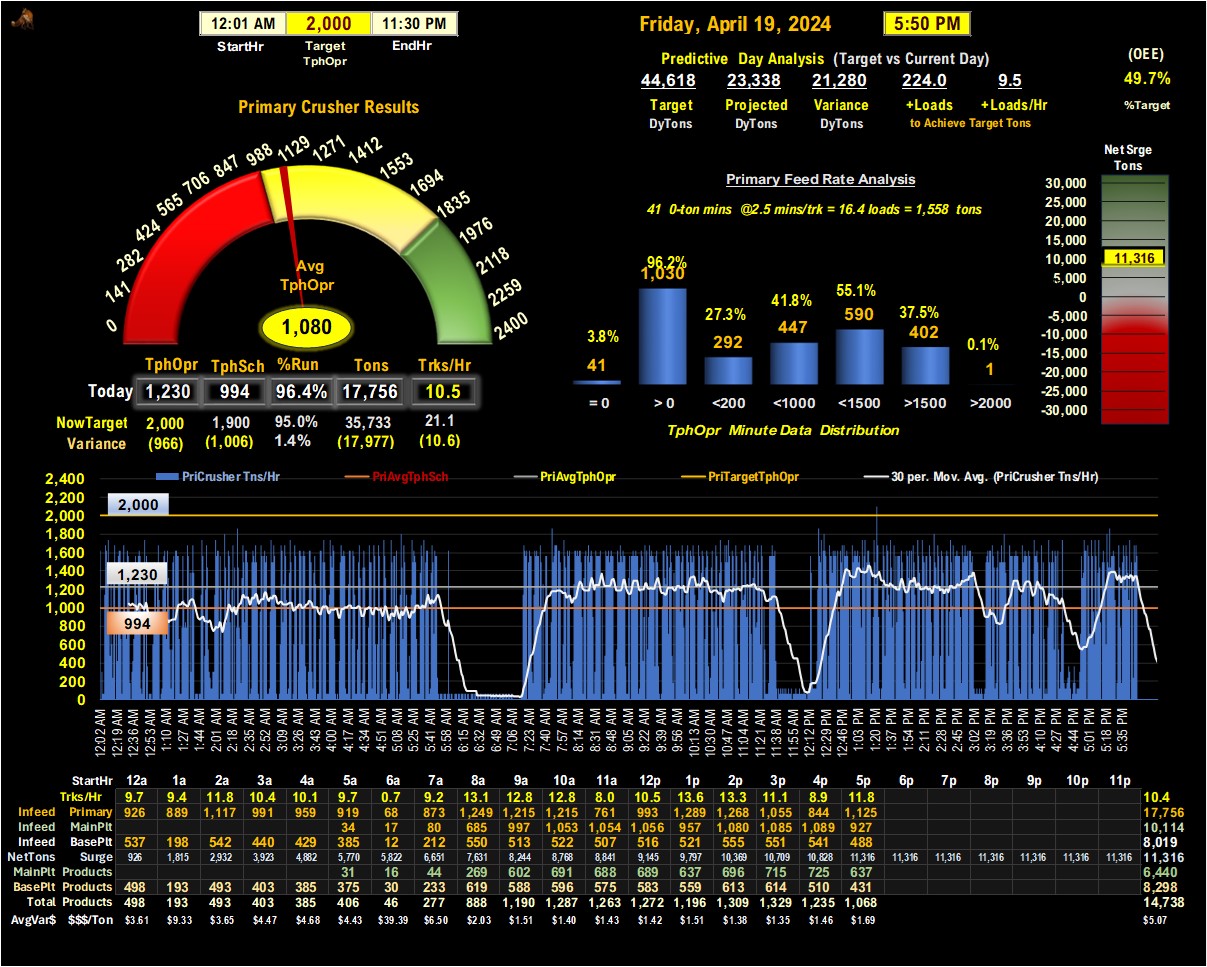 12:01 AM 2,000 11:30 PM
StartHr Target TphOpr EndHr
Friday, April 19, 2024 5:50 PM
Predictive Day Analysis (Target vs Current Day)
44,618 23,338 21,280 224.0 9.5
Target Projected Variance +Loads +Loads/Hr
DyTons DyTons DyTons to Achieve Target Tons
(OEE)
49.7%
%Target
Primary Crusher Results
0 141 282 424 565 706 847 988 1129 1271 1412 1553 1694 1835 1976 2118 2259 2400
Avg
TphOpr
1,080
TphOpr TphSch %Run Tons Trks/Hr
Today 1,230 994 96.4% 17,756 10.5
NowTarget 2,000 1,900 95.0% 35,733 21.1
Variance (966) (1,006) 1.4% (17,977) (10.6)
Primary Feed Rate Analysis
41 0-ton mins @2.5 mins/trk = 16.4 loads = 1,558 tons
3.8% 96.2% 27.3% 41.8% 55.1% 37.5% 0.1%
41 1,030 292 447 590 402 1
= 0 > 0 <200 <1000 <1500 >1500 >2000
TphOpr Minute Data Distribution
Net Srge
Tons
30,000
25,000
20,000
15,000
10,000 11,316
5,000
0
-5,000
-10,000
-15,000
-20,000
-25,000
-30,000
PriCrusher Tns/Hr PriAvgTphSch PriAvgTphOpr PriTargetTphOpr 30 per. Mov. Avg. (PriCrusher Tns/Hr)
2,400
2,200
2,000
1,800
1,600
1,400
1,200
1,000
800
600
400
200
0
2,000
1,230
994
12:02 AM 12:19 AM 12:36 AM 12:53 AM 1:10 AM 1:27 AM 1:44 AM 2:01 AM 2:18 AM 2:35 AM 2:52 AM 3:09 AM 3:26 AM 3:43 AM 4:00 AM 4:17 AM 4:34 AM 4:51 AM 5:08 AM 5:25 AM 5:41 AM 5:58 AM 6:15 AM 6:32 AM 6:49 AM 7:06 AM 7:23 AM 7:40 AM 7:57 AM 8:14 AM 8:31 AM 8:48 AM 9:05 AM 9:22 AM 9:39 AM 9:56 AM 10:13 AM 10:30 AM 10:47 AM 11:04 AM 11:21 AM 11:38 AM 11:55 AM 12:12 PM 12:29 PM 12:46 PM 1:03 PM 1:20 PM 1:37 PM 1:54 PM 2:11 PM 2:28 PM 2:45 PM 3:02 PM 3:19 PM 3:36 PM 3:53 PM 4:10 PM 4:27 PM 4:44 PM 5:01 PM 5:18 PM 5:35 PM
StartHr 12a 1a 2a 3a 4a 5a 6a 7a 8a 9a 10a 11a 12p 1p 2p 3p 4p 5p 6p 7p 8p 9p 10p 11p
Trks/Hr 9.7 9.4 11.8 10.4 10.1 9.7 0.7 9.2 13.1 12.8 12.8 8.0 10.5 13.6 13.3 11.1 8.9 11.8 10.4
Infeed Primary 926 889 1,117 991 959 919 68 873 1,249 1,215 1,215 761 993 1,289 1,268 1,055 844 1,125 17,756
Infeed MainPlt 34 17 80 685 997 1,053 1,054 1,056 957 1,080 1,085 1,089 927 10,114
Infeed BasePlt 537 198 542 440 429 385 12 212 550 513 522 507 516 521 555 551 541 488 8,019
NetTons Surge 926 1,815 2,932 3,923 4,882 5,770 5,822 6,651 7,631 8,244 8,768 8,841 9,145 9,797 10,369 10,709 10,828 11,316 11,316 11,316 11,316 11,316 11,316 11,316 11,316
MainPlt Products 31 16 44 269 602 691 688 689 637 696 715 725 637 6,440
BasePlt Products 498 193 493 403 385 375 30 233 619 588 596 575 583 559 613 614 510 431 8,298
Total Products 498 193 493 403 385 406 46 277 888 1,190 1,287 1,263 1,272 1,196 1,309 1,329 1,235 1,068 14,738
AvgVar$ $$$/Ton $3.61 $9.33 $3.65 $4.47 $4.68 $4.43 $39.39 $6.50 $2.03 $1.51 $1.40 $1.43 $1.42 $1.51 $1.38 $1.35 $1.46 $1.69 $5.07